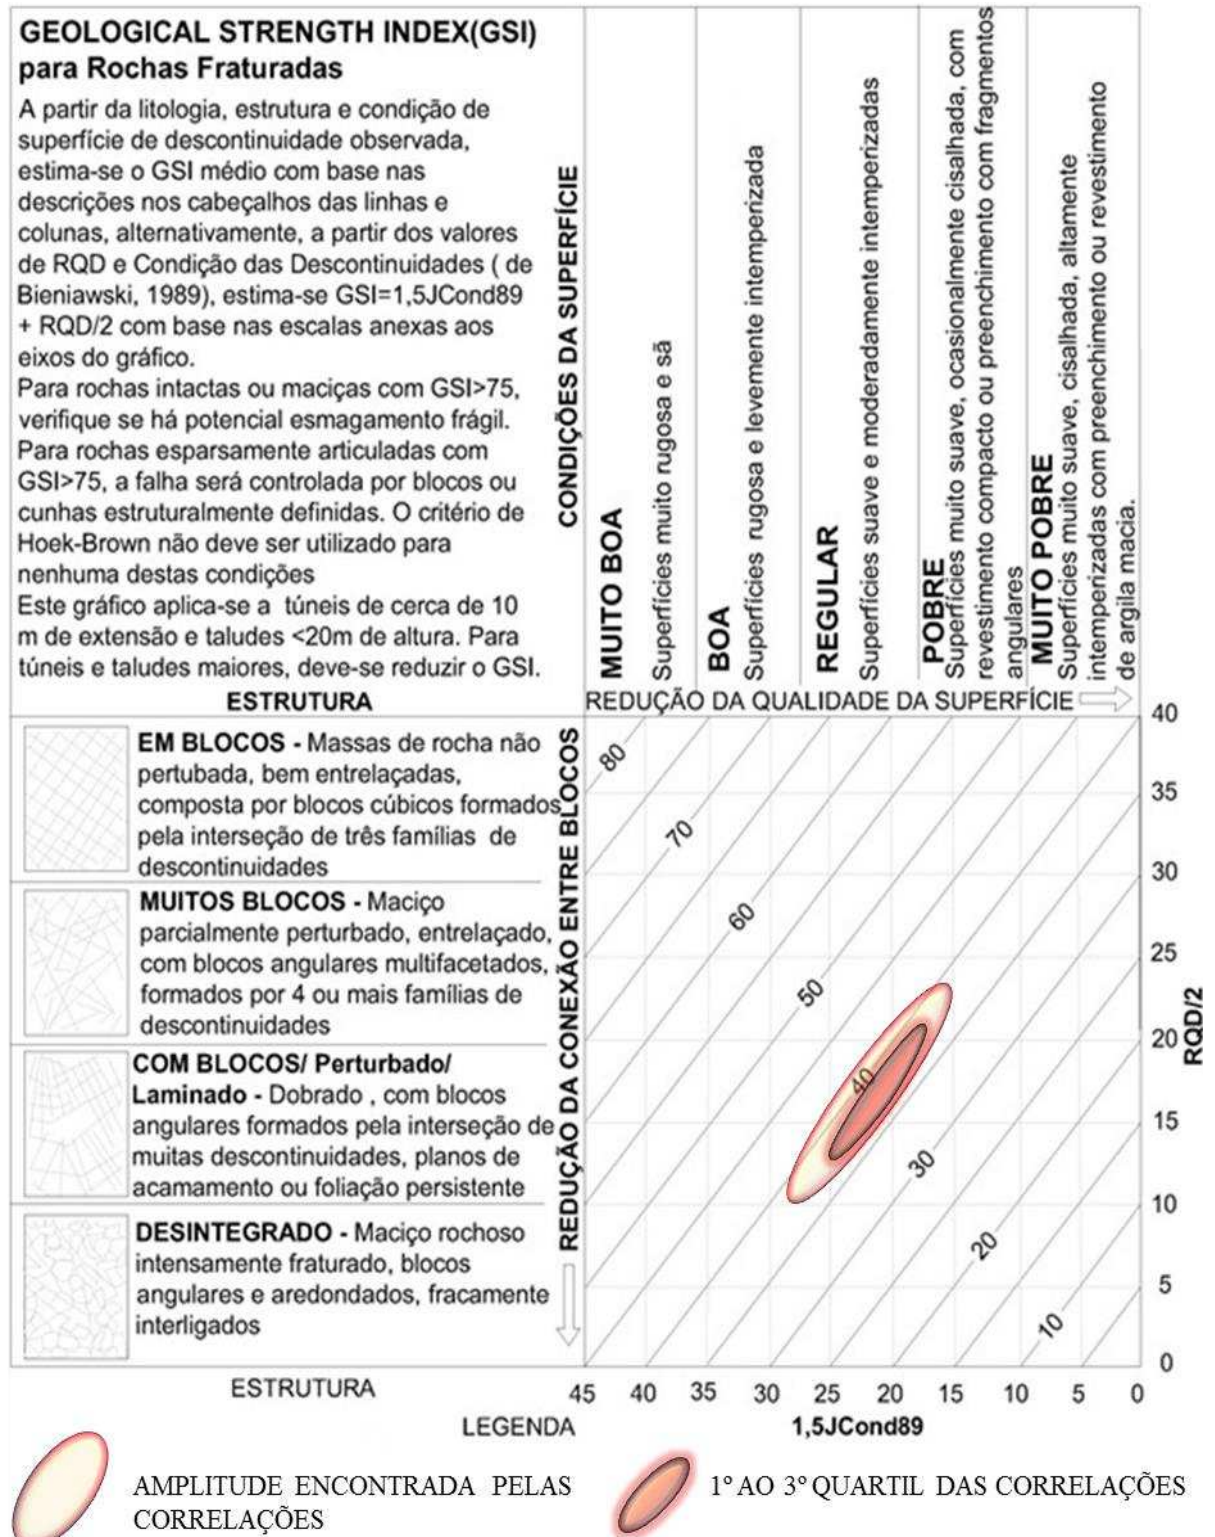 GEOLOGICAL STRENGTH INDEX(GSI)
para Rochas Fraturadas
A partir da litologia, estrutura e condição de
superfície de descontinuidade observada,
estima-se o GSI médio com base nas
descrições nos cabeçalhos das linhas e
colunas, alternativamente, a partir dos valores
de RQD e Condição das Descontinuidades ( de
Bieniawski, 1989), estima-se GSI=1,5JCond89
+ RQD/2 com base nas escalas anexas aos
eixos do gráfico.
Para rochas intactas ou maciças com GSI>75,
verifique se há potencial esmagamento frágil.
Para rochas esparsamente articuladas com
GSI>75, a falha será controlada por blocos ou
cunhas estruturalmente definidas. O critério de
Hoek-Brown não deve ser utilizado para
nenhuma destas condições
Este gráfico aplica-se a túneis de cerca de 10
m de extensão e taludes <20m de altura. Para
túneis e taludes maiores, deve-se reduzir o GSI.
CONDIÇÕES DA SUPERFÍCIE
MUITO BOA
Superfícies muito rugosa e sã
BOA
Superfícies rugosa e levemente intemperizada
REGULAR
Superfícies suave e moderadamente intemperizadas
POBRE
Superfícies muito suave, ocasionalmente cisalhada, com
revestimento compacto ou preenchimento com fragmentos
angulares
MUITO POBRE
Superfícies muito suave, cisalhada, altamente
intemperizadas com preenchimento ou revestimento
de argila macia.
ESTRUTURA
REDUÇÃO DA QUALIDADE DA SUPERFÍCIE
EM BLOCOS - Massas de rocha não
pertubada, bem entrelaçadas,
composta por blocos cúbicos formados
pela interseção de três famílias de
descontinuidades
MUITOS BLOCOS - Maciço
parcialmente perturbado, entrelaçado,
com blocos angulares multifacetados,
formados por 4 ou mais famílias de
descontinuidades
COM BLOCOS/ Perturbado/
Laminado - Dobrado , com blocos
angulares formados pela interseção de
muitas descontinuidades, planos de
acamamento ou foliação persistente
DESINTEGRADO - Maciço rochoso
intensamente fraturado, blocos
angulares e aredondados, fracamente
interligados
REDUÇÃO DA CONEXÃO ENTRE BLOCOS
80
70
60
50
40
30
20
10
40
35
30
25
20
15
10
5
0
RQD/2
ESTRUTURA
45 40 35 30 25 20 15 10 5 0
LEGENDA
1,5JCond89
AMPLITUDE ENCONTRADA PELAS
CORRELAÇÕES
1º AO 3º QUARTIL DAS CORRELAÇÕES